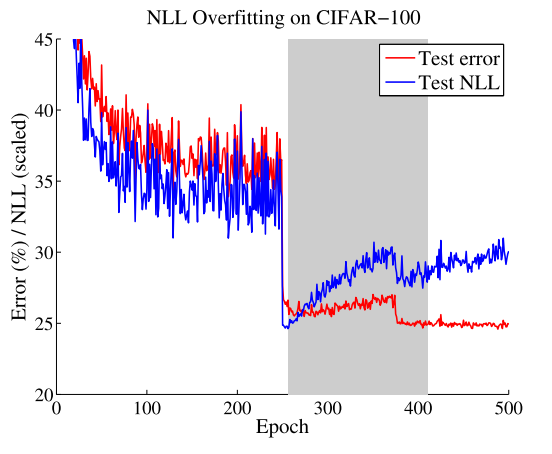 NLL Overfitting on CIFAR−100
Test error
Test NLL
Error (%) / NLL (scaled)
45
40
35
30
25
20
0
100
200
300
400
500
Epoch